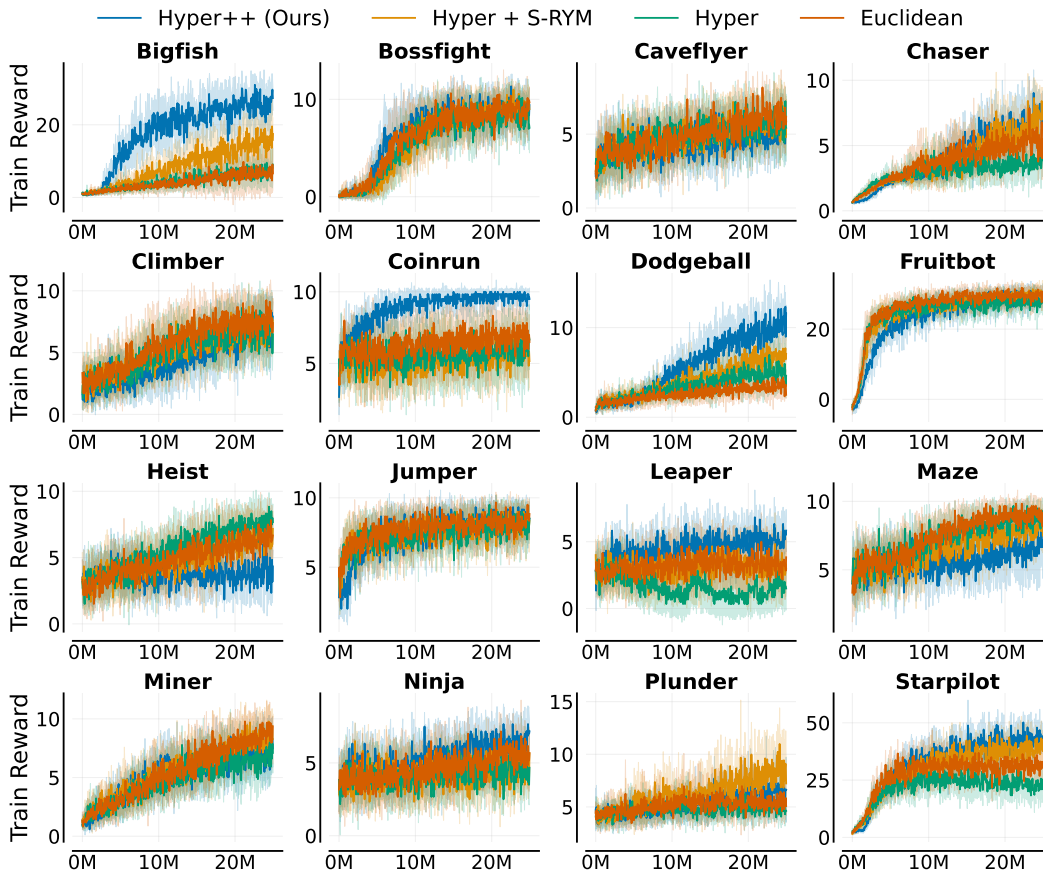 Hyper++ (Ours) Hyper + S-RYM Hyper Euclidean
Bigfish Bossfight Caveflyer Chaser
Train Reward
20
0
0M 10M 20M
10
0
0M 10M 20M
5
0
0M 10M 20M
10
5
0
0M 10M 20M
Climber Coinrun Dodgeball Fruitbot
Train Reward
10
5
0
0M 10M 20M
10
5
0M 10M 20M
10
5
0
0M 10M 20M
20
0
0M 10M 20M
Heist Jumper Leaper Maze
Train Reward
10
5
0
0M 10M 20M
10
5
0M 10M 20M
5
0
0M 10M 20M
10
5
0M 10M 20M
Miner Ninja Plunder Starpilot
Train Reward
10
5
0
0M 10M 20M
5
0
0M 10M 20M
15
10
5
0M 10M 20M
50
25
0
0M 10M 20M